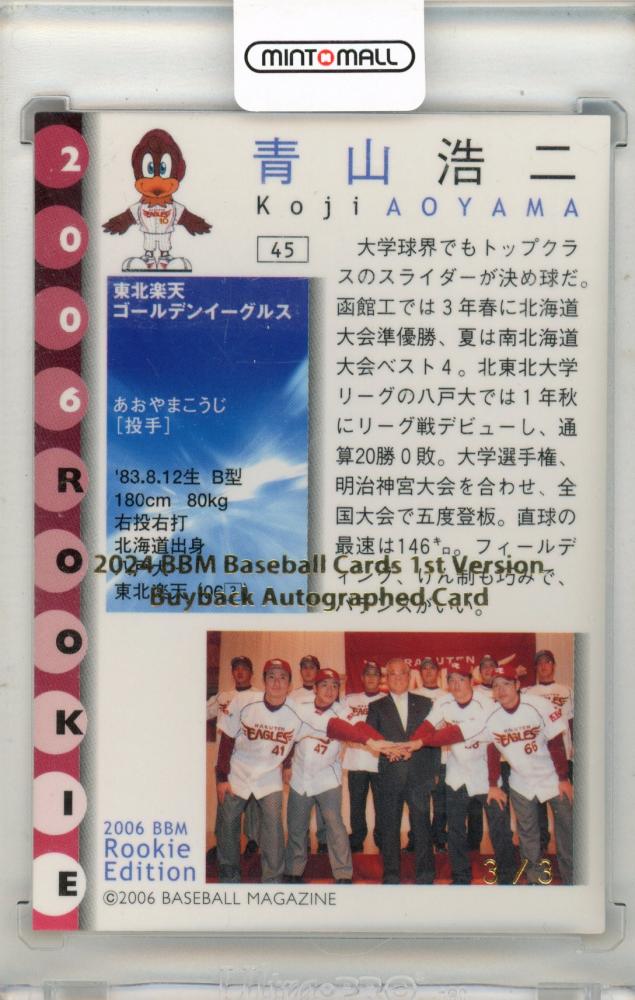 MINT MALL
2006 ROOKIE
青山 浩二
Koji AOYAMA
45
東北楽天
ゴールデンイーグルス
あおやまこうじ
[投手]
'83.8.12生 B型
180cm 80kg
右投右打
北海道出身
東北楽天
大学球界でもトップクラ
スのスライダーが決め球だ。
函館工では3年春に北海道
大会準優勝、夏は南北海道
大会ベスト4。北東北大学
リーグの八戸大では1年秋
にリーグ戦デビューし、通
算20勝0敗。大学選手権、
明治神宮大会を合わせ、全
国大会で五度登板。直球の
最速は146㌔。フィールデ
ィング、けん制も巧みで、
バランスがいい。
2024 BBM Baseball Cards 1st Version
Buyback Autographed Card
RAKUTEN
EAGLES
41
47
EAGLES
66
3/3
2006 BBM
Rookie
Edition
©2006 BASEBALL MAGAZINE